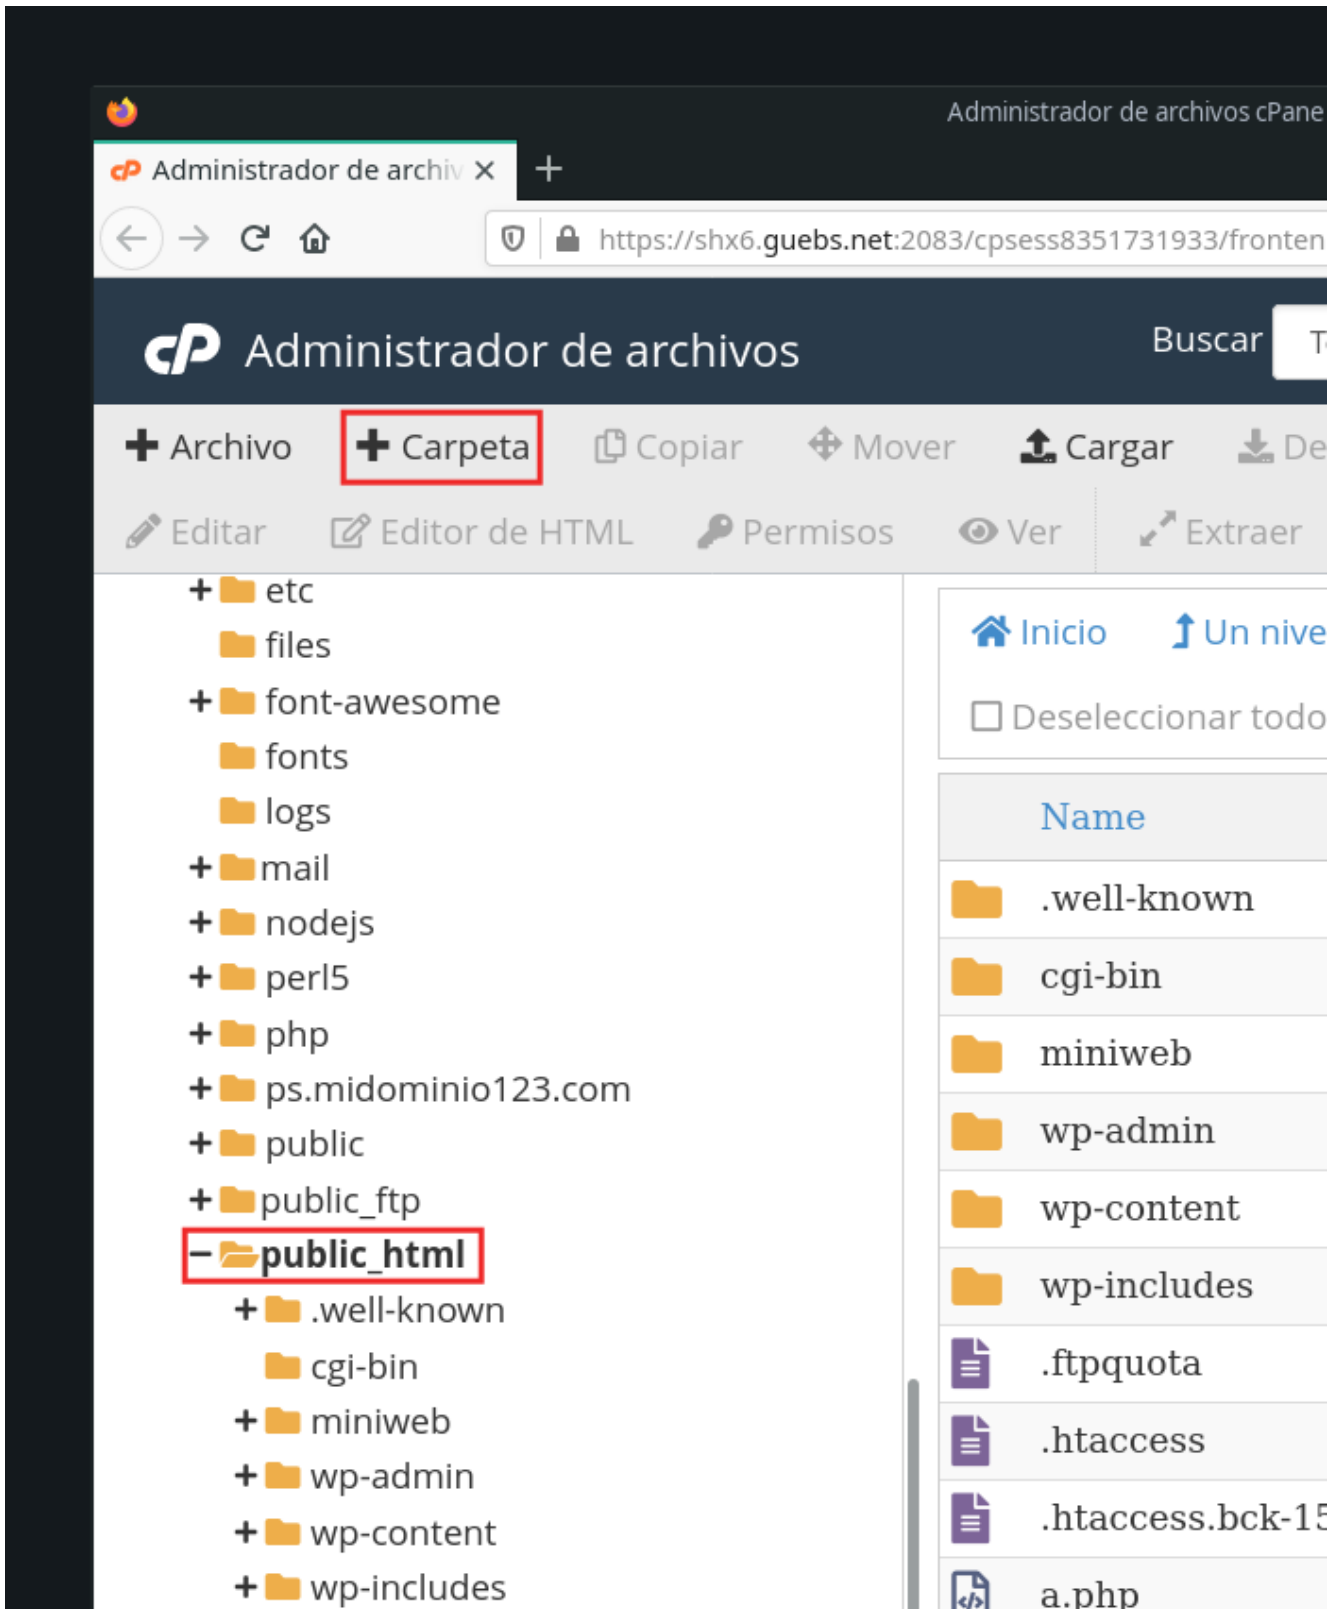 Administrador de archivos cPane
Administrador de archiv
https://shx6.guebs.net:2083/cpsess8351731933/fronten
cP Administrador de archivos
Buscar
Archivo Carpeta Copiar Mover Cargar De
Editar Editor de HTML Permisos Ver Extraer
etc
files
font-awesome
fonts
logs
mail
nodejs
perl5
php
ps.midominio123.com
public
public_ftp
public_html
.well-known
cgi-bin
miniweb
wp-admin
wp-content
wp-includes
Inicio Un nive
Deseleccionar todo
Name
.well-known
cgi-bin
miniweb
wp-admin
wp-content
wp-includes
.ftpquota
.htaccess
.htaccess.bck-15
a.php